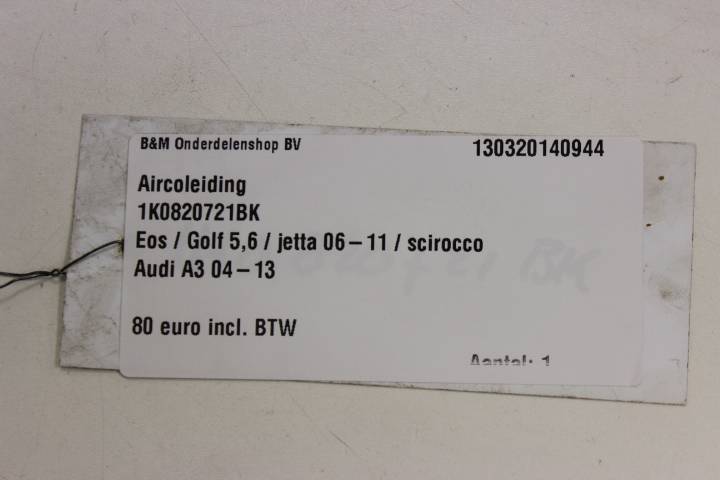 B&M Onderdelenshop BV 130320140944
Aircoleiding
1K0820721BK
Eos / Golf 5,6 / jetta 06-11 / scirocco
Audi A3 04-13
80 euro incl. BTW
Aantal: 1